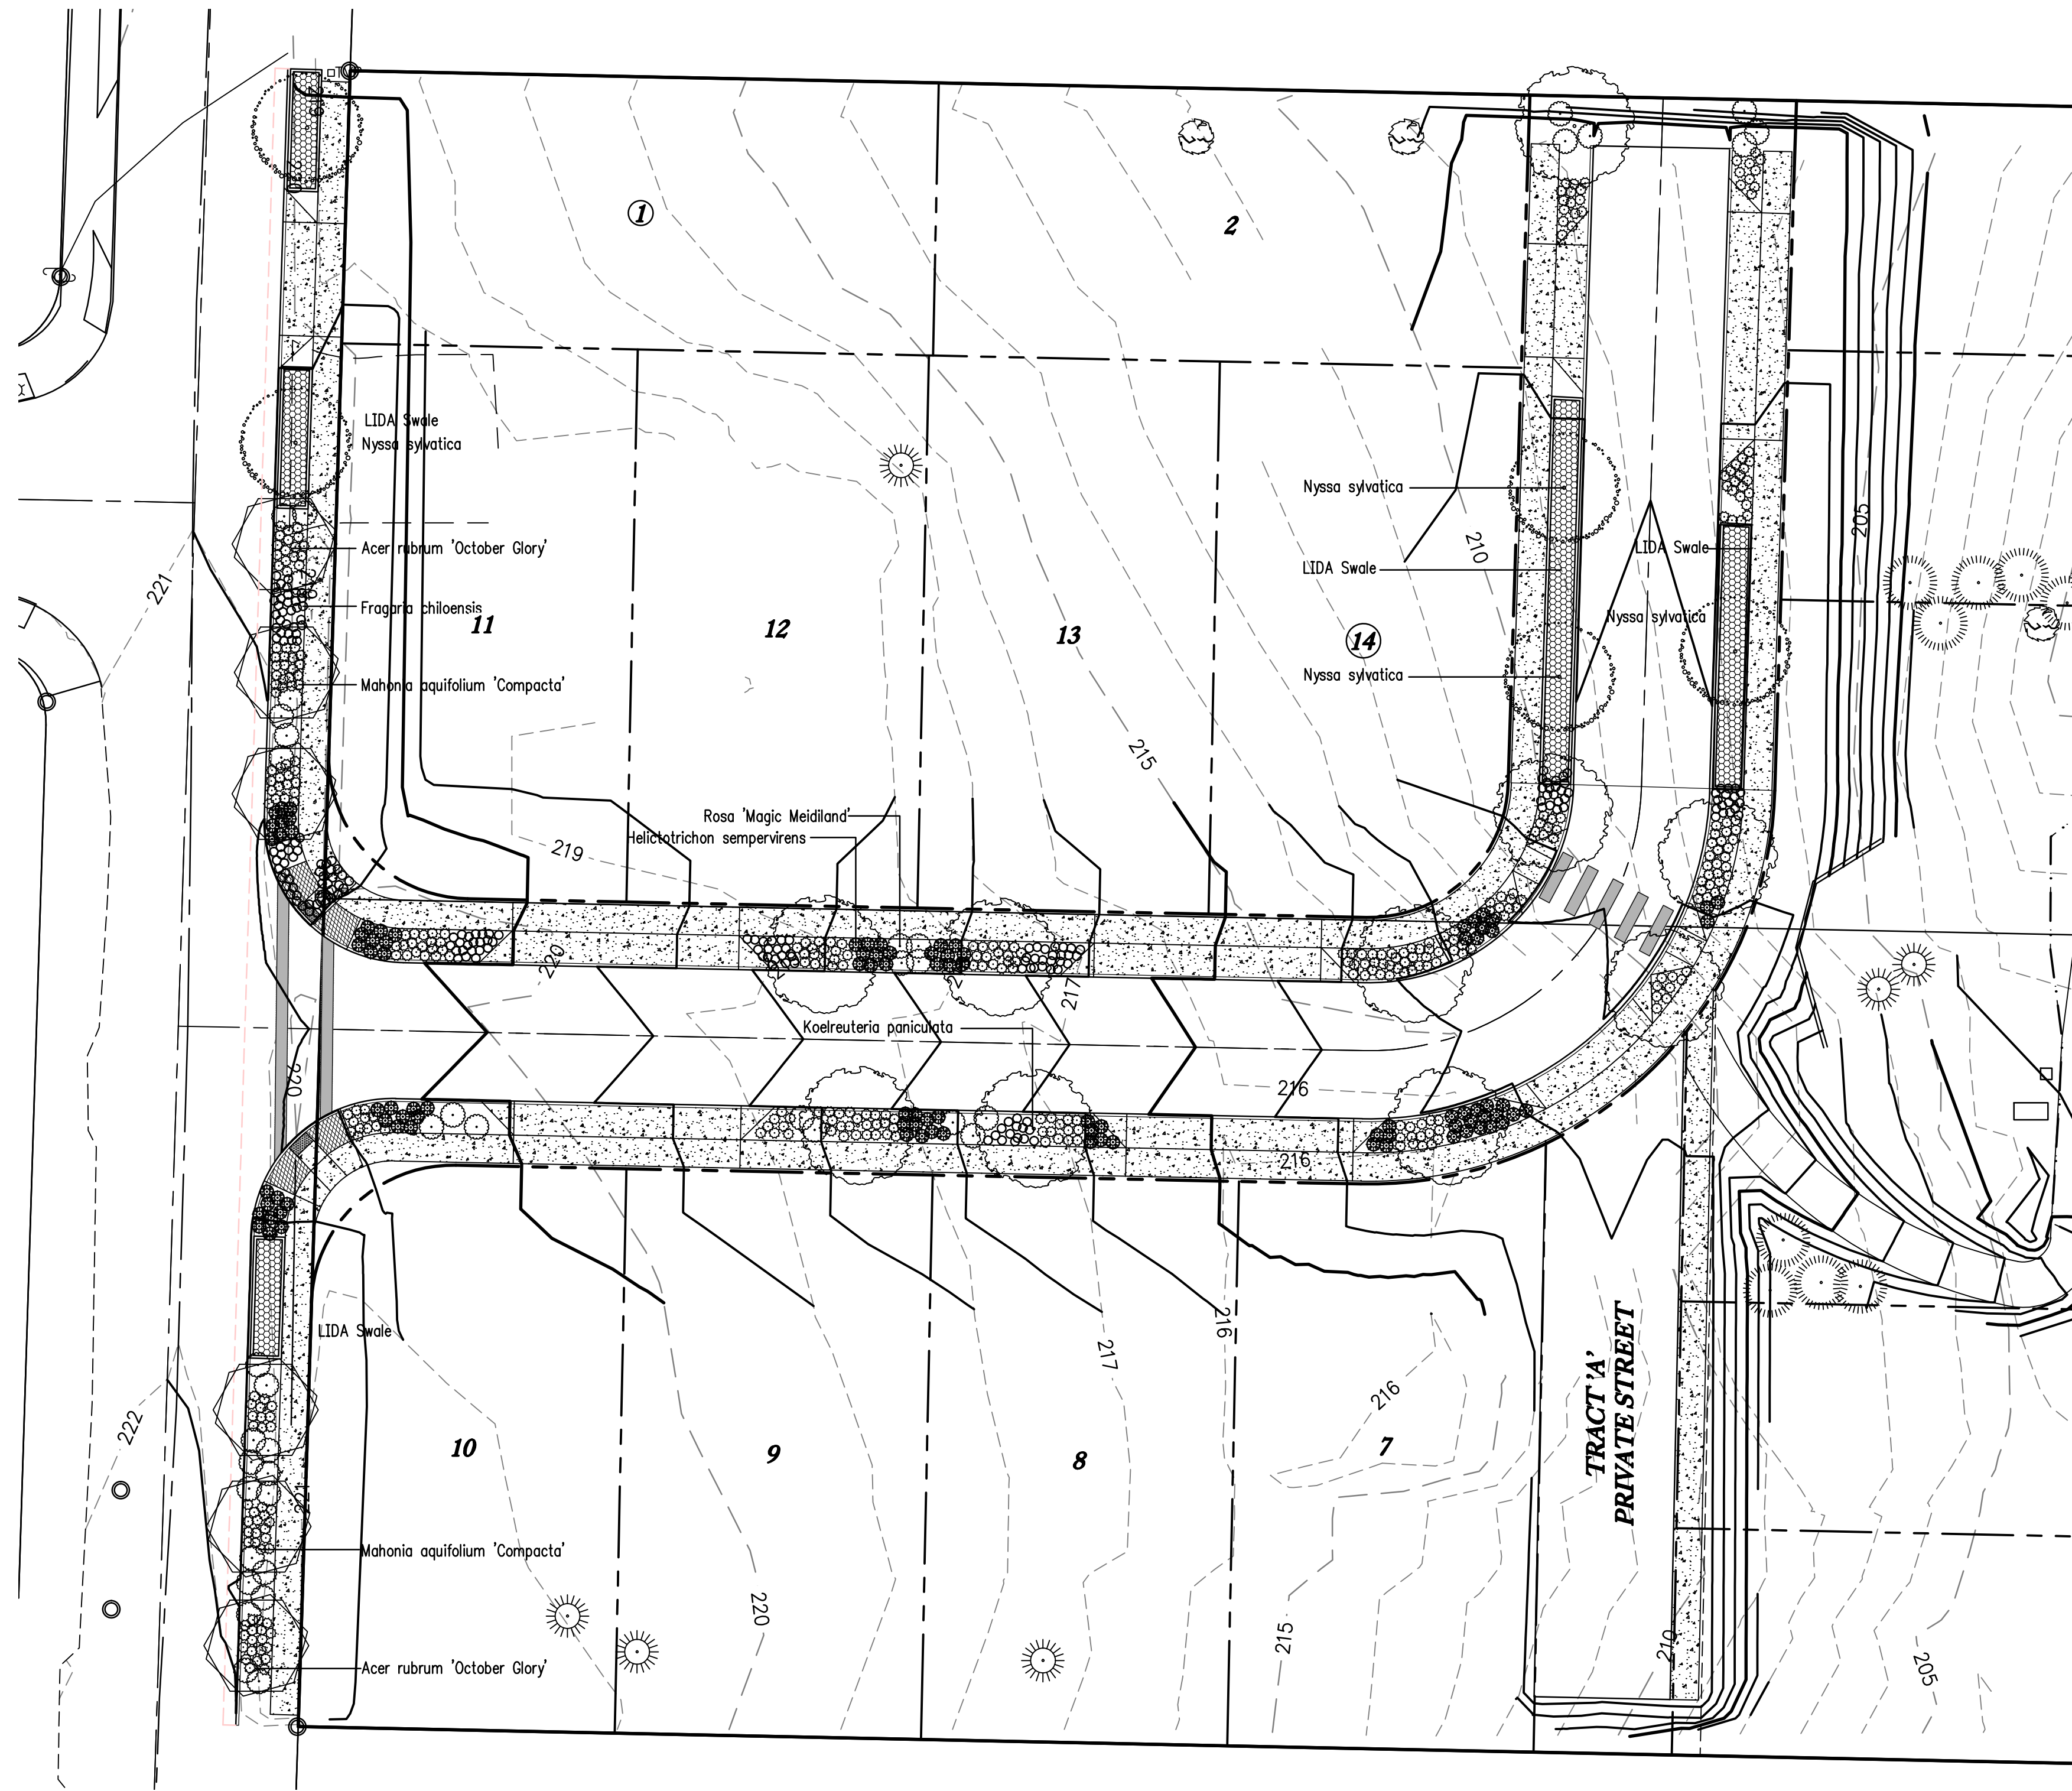 1
2
LIDA Swale
Nyssa sylvatica
Nyssa sylvatica
205
210
LIDA Swale
Acer rubrum 'October Glory'
LIDA Swale
221
Fragaria chiloensis
Nyssa sylvatica
11
12
13
14
Nyssa sylvatica
Mahonia aquifolium 'Compacta'
215
Rosa 'Magic Meidiland'
Helictotrichon sempervirens
219
220
217
Koelreuteria paniculata
220
216
216
LIDA Swale
216
217
216
TRACT 'A'
PRIVATE STREET
222
10
9
8
7
221
Mahonia aquifolium 'Compacta'
220
215
210
205
Acer rubrum 'October Glory'